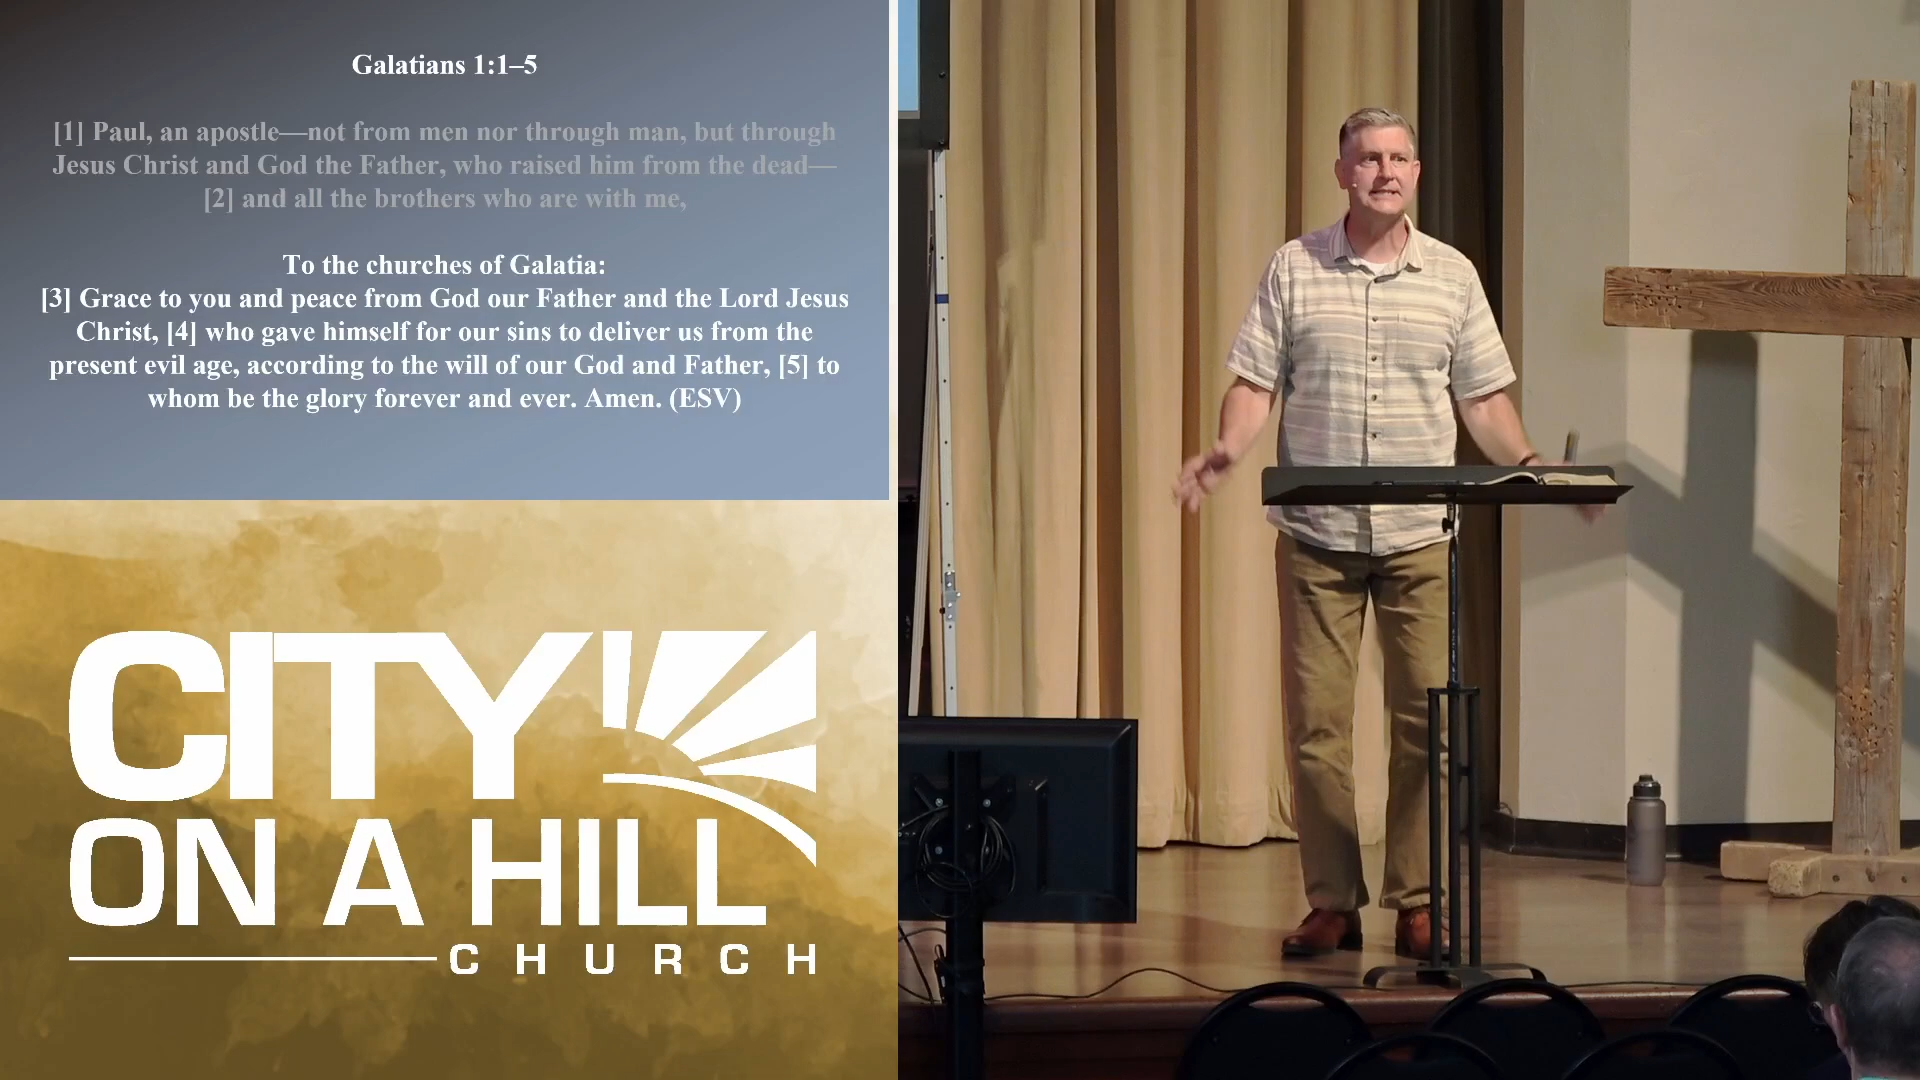 Galatians 1:1–5
[1] Paul, an apostle—not from men nor through man, but through
Jesus Christ and God the Father, who raised him from the dead—
[2] and all the brothers who are with me,
To the churches of Galatia:
[3] Grace to you and peace from God our Father and the Lord Jesus
Christ, [4] who gave himself for our sins to deliver us from the
present evil age, according to the will of our God and Father, [5] to
whom be the glory forever and ever. Amen. (ESV)
CITY
ON A HILL
CHURCH